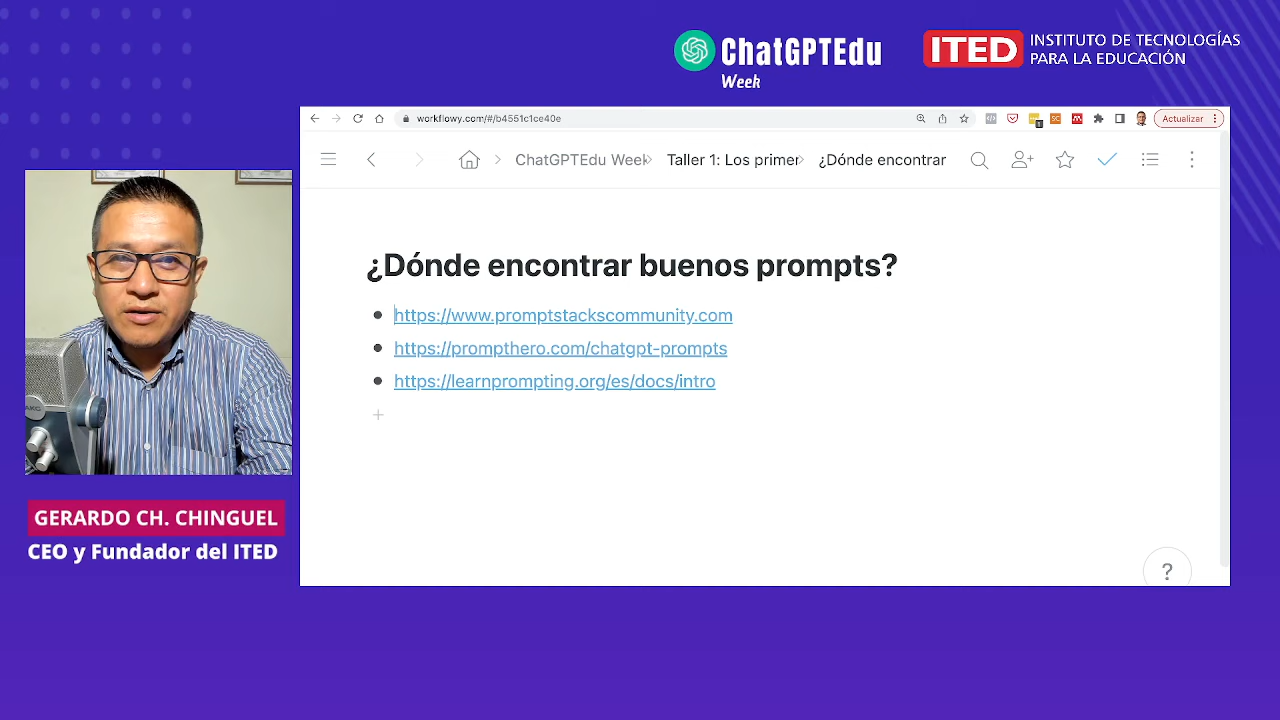 ChatGPTEdu
Week
ITED
INSTITUTO DE TECNOLOGÍAS
PARA LA EDUCACIÓN
workflowy.com/#/b4551c1ce40e
Actualizar
ChatGPTEdu Week
Taller 1: Los primer
¿Dónde encontrar
¿Dónde encontrar buenos prompts?
https://www.promptstackscommunity.com
https://prompthero.com/chatgpt-prompts
https://learnprompting.org/es/docs/intro
?
AKG
GERARDO CH. CHINGUEL
CEO y Fundador del ITED